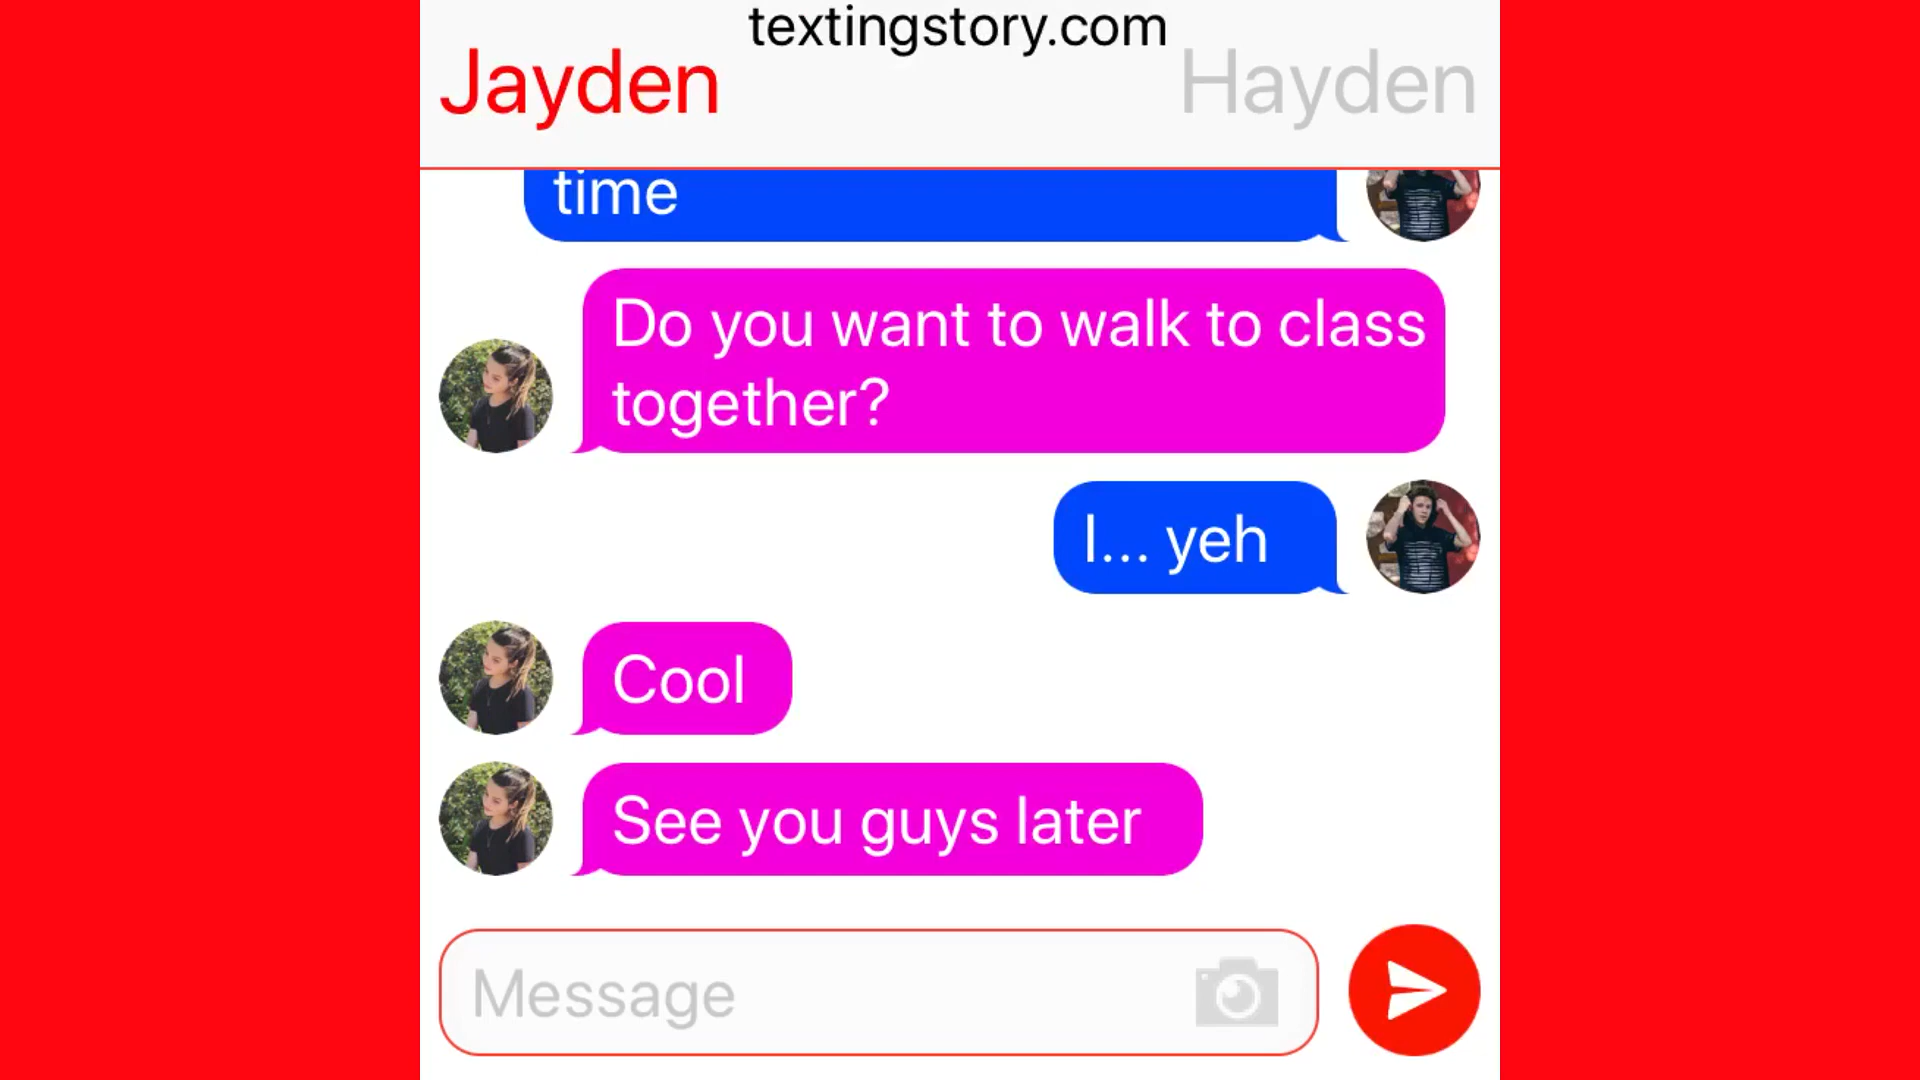 textingstory.com
Jayden
Hayden
time
Do you want to walk to class
together?
I... yeh
Cool
See you guys later
Message